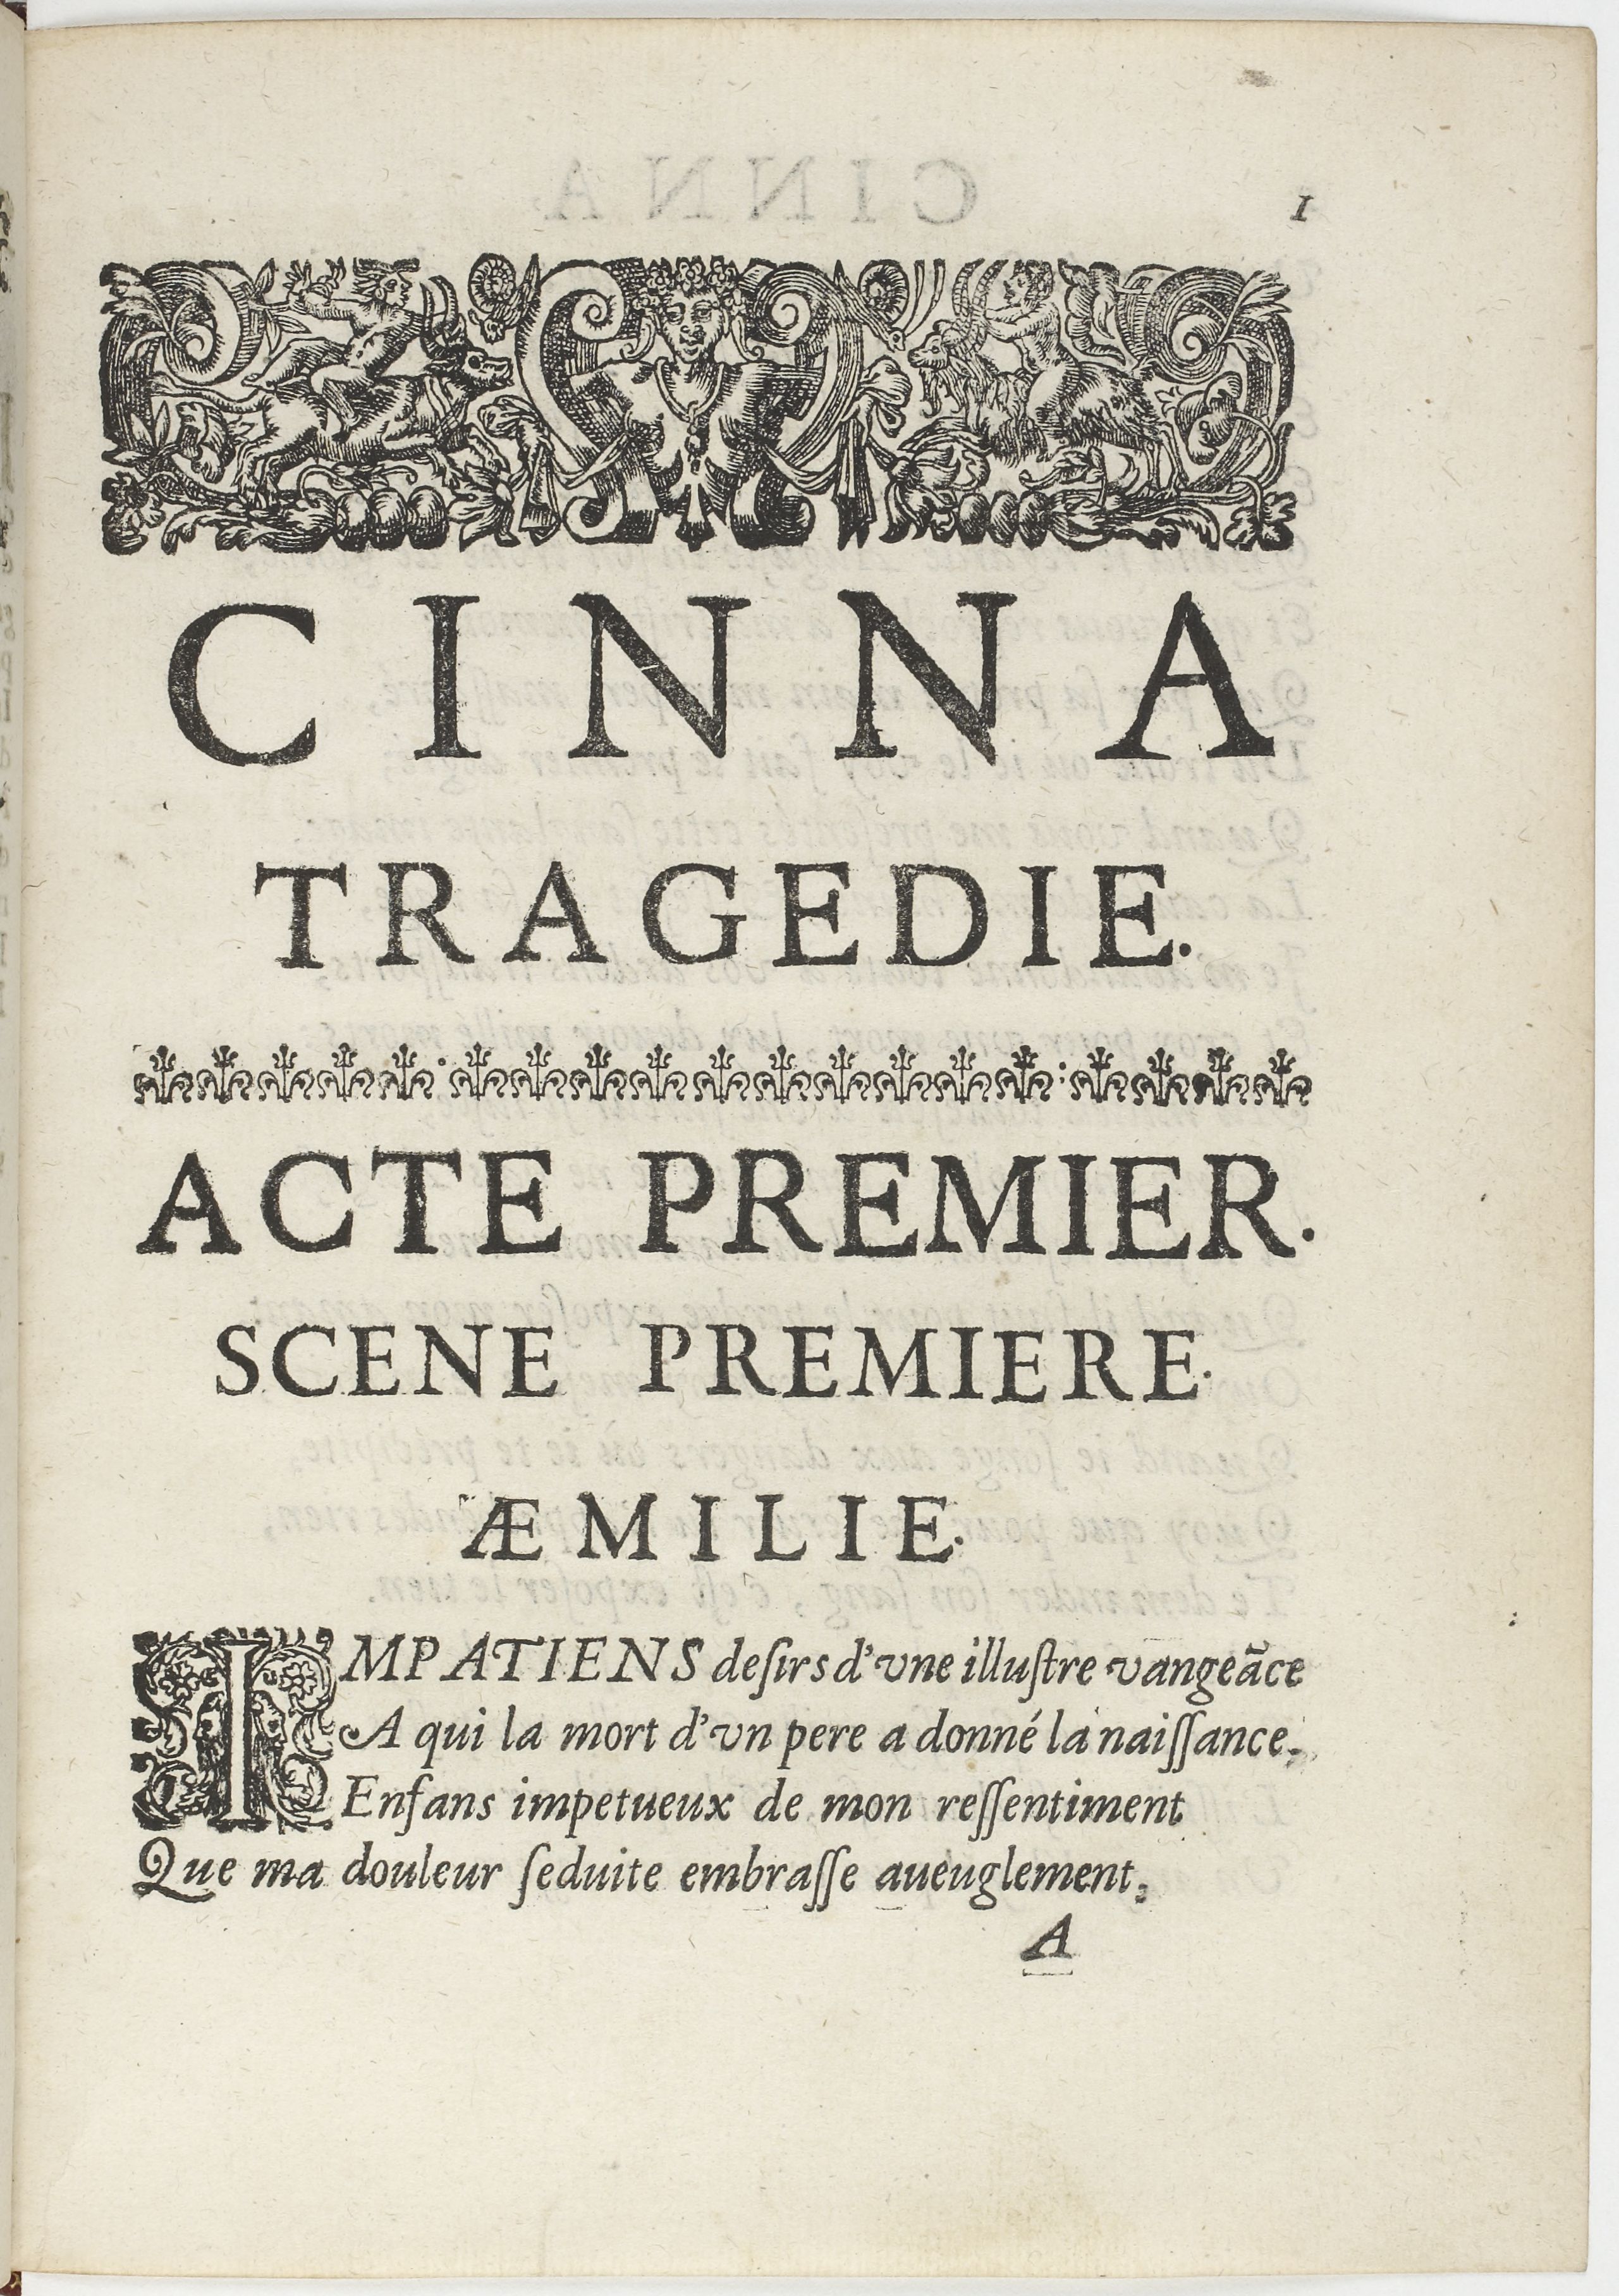 1
CINNA
TRAGEDIE.
ACTE PREMIER.
SCENE PREMIERE.
ÆMILIE.
IMPATIENS deſirs d'vne illuſtre vangeãce
A qui la mort d'vn pere a donné la naiſſance,
Enfans impetueux de mon reſſentiment
Que ma douleur ſeduite embraſſe aueuglement,
A